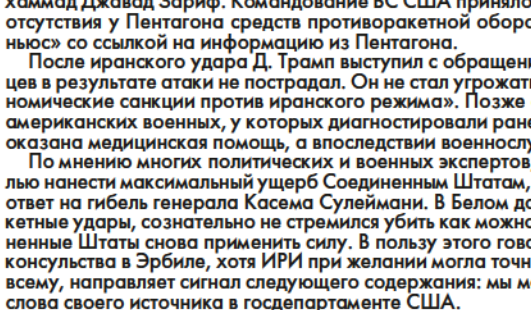 хаммад Джавад Зариф. Командование ВС США приняло
отсутствия у Пентагона средств противоракетной оборо
ньюс» со ссылкой на информацию из Пентагона.
После иранского удара Д. Трамп выступил с обращени
цев в результате атаки не пострадал. Он не стал угрожать
номические санкции против иранского режима». Позже
американских военных, у которых диагностировали ране
оказана медицинская помощь, а впоследствии военнослу
По мнению многих политических и военных экспертов,
лью нанести максимальный ущерб Соединенным Штатам,
ответ на гибель генерала Касема Сулеймани. В Белом до
кетные удары, сознательно не стремился убить как можно
ненные Штаты снова применить силу. В пользу этого гово
консульства в Эрбиле, хотя ИРИ при желании могла точн
всему, направляет сигнал следующего содержания: мы м
слова своего источника в госдепартаменте США.